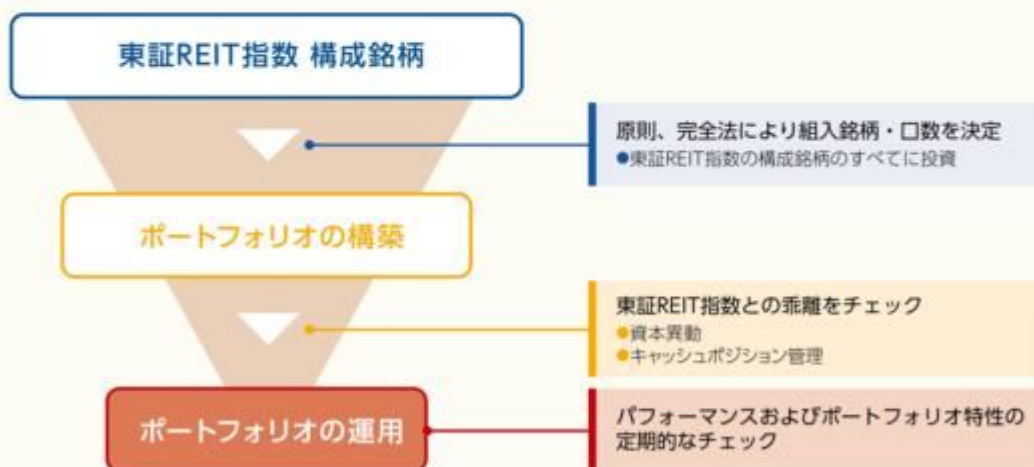 東証REIT指数 構成銘柄
原則、完全法により組入銘柄・口数を決定
●東証REIT指数の構成銘柄のすべてに投資
ポートフォリオの構築
東証REIT指数との乖離をチェック
●資本異動
●キャッシュポジション管理
ポートフォリオの運用
パフォーマンスおよびポートフォリオ特性の
定期的なチェック